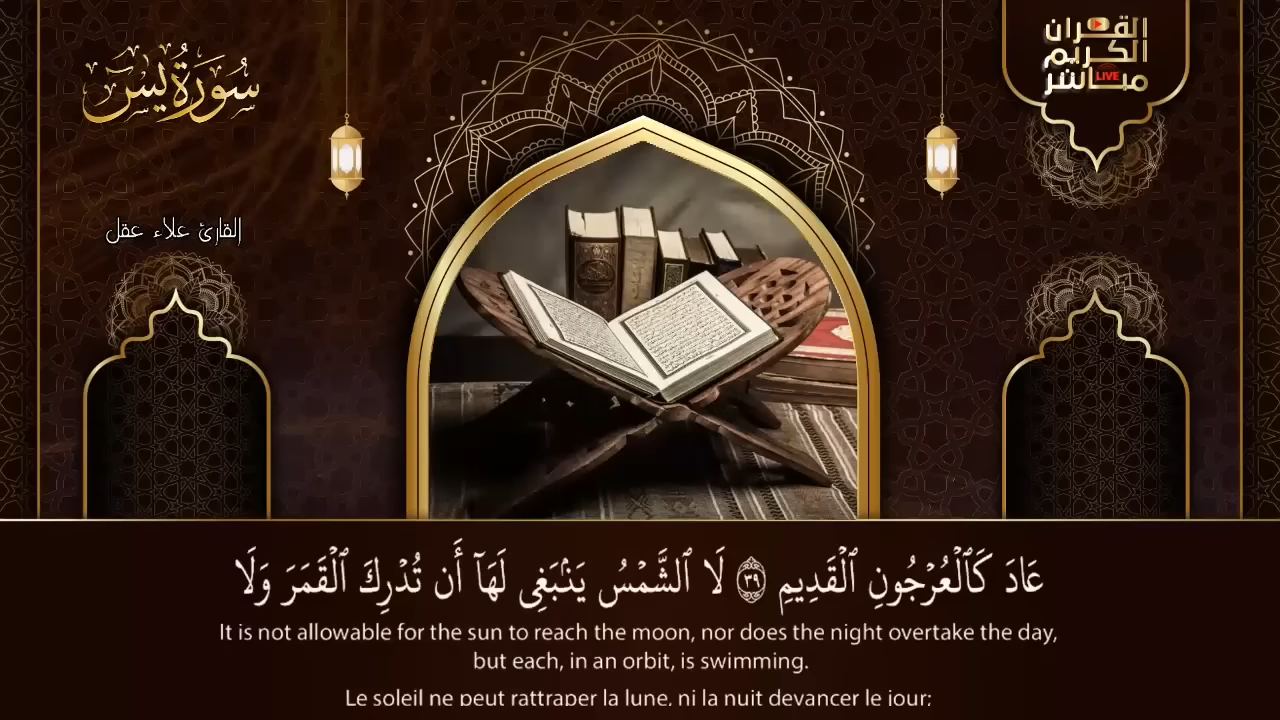 سُورَةُ يسٓ
القرآن
الكريم
مباشر
LIVE
القارئ علاء عقل
عَادَ كَٱلْعُرْجُونِ ٱلْقَدِيمِ ٣٩ لَا ٱلشَّمْسُ يَنۢبَغِى لَهَآ أَن تُدْرِكَ ٱلْقَمَرَ وَلَا
It is not allowable for the sun to reach the moon, nor does the night overtake the day,
but each, in an orbit, is swimming.
Le soleil ne peut rattraper la lune, ni la nuit devancer le jour;